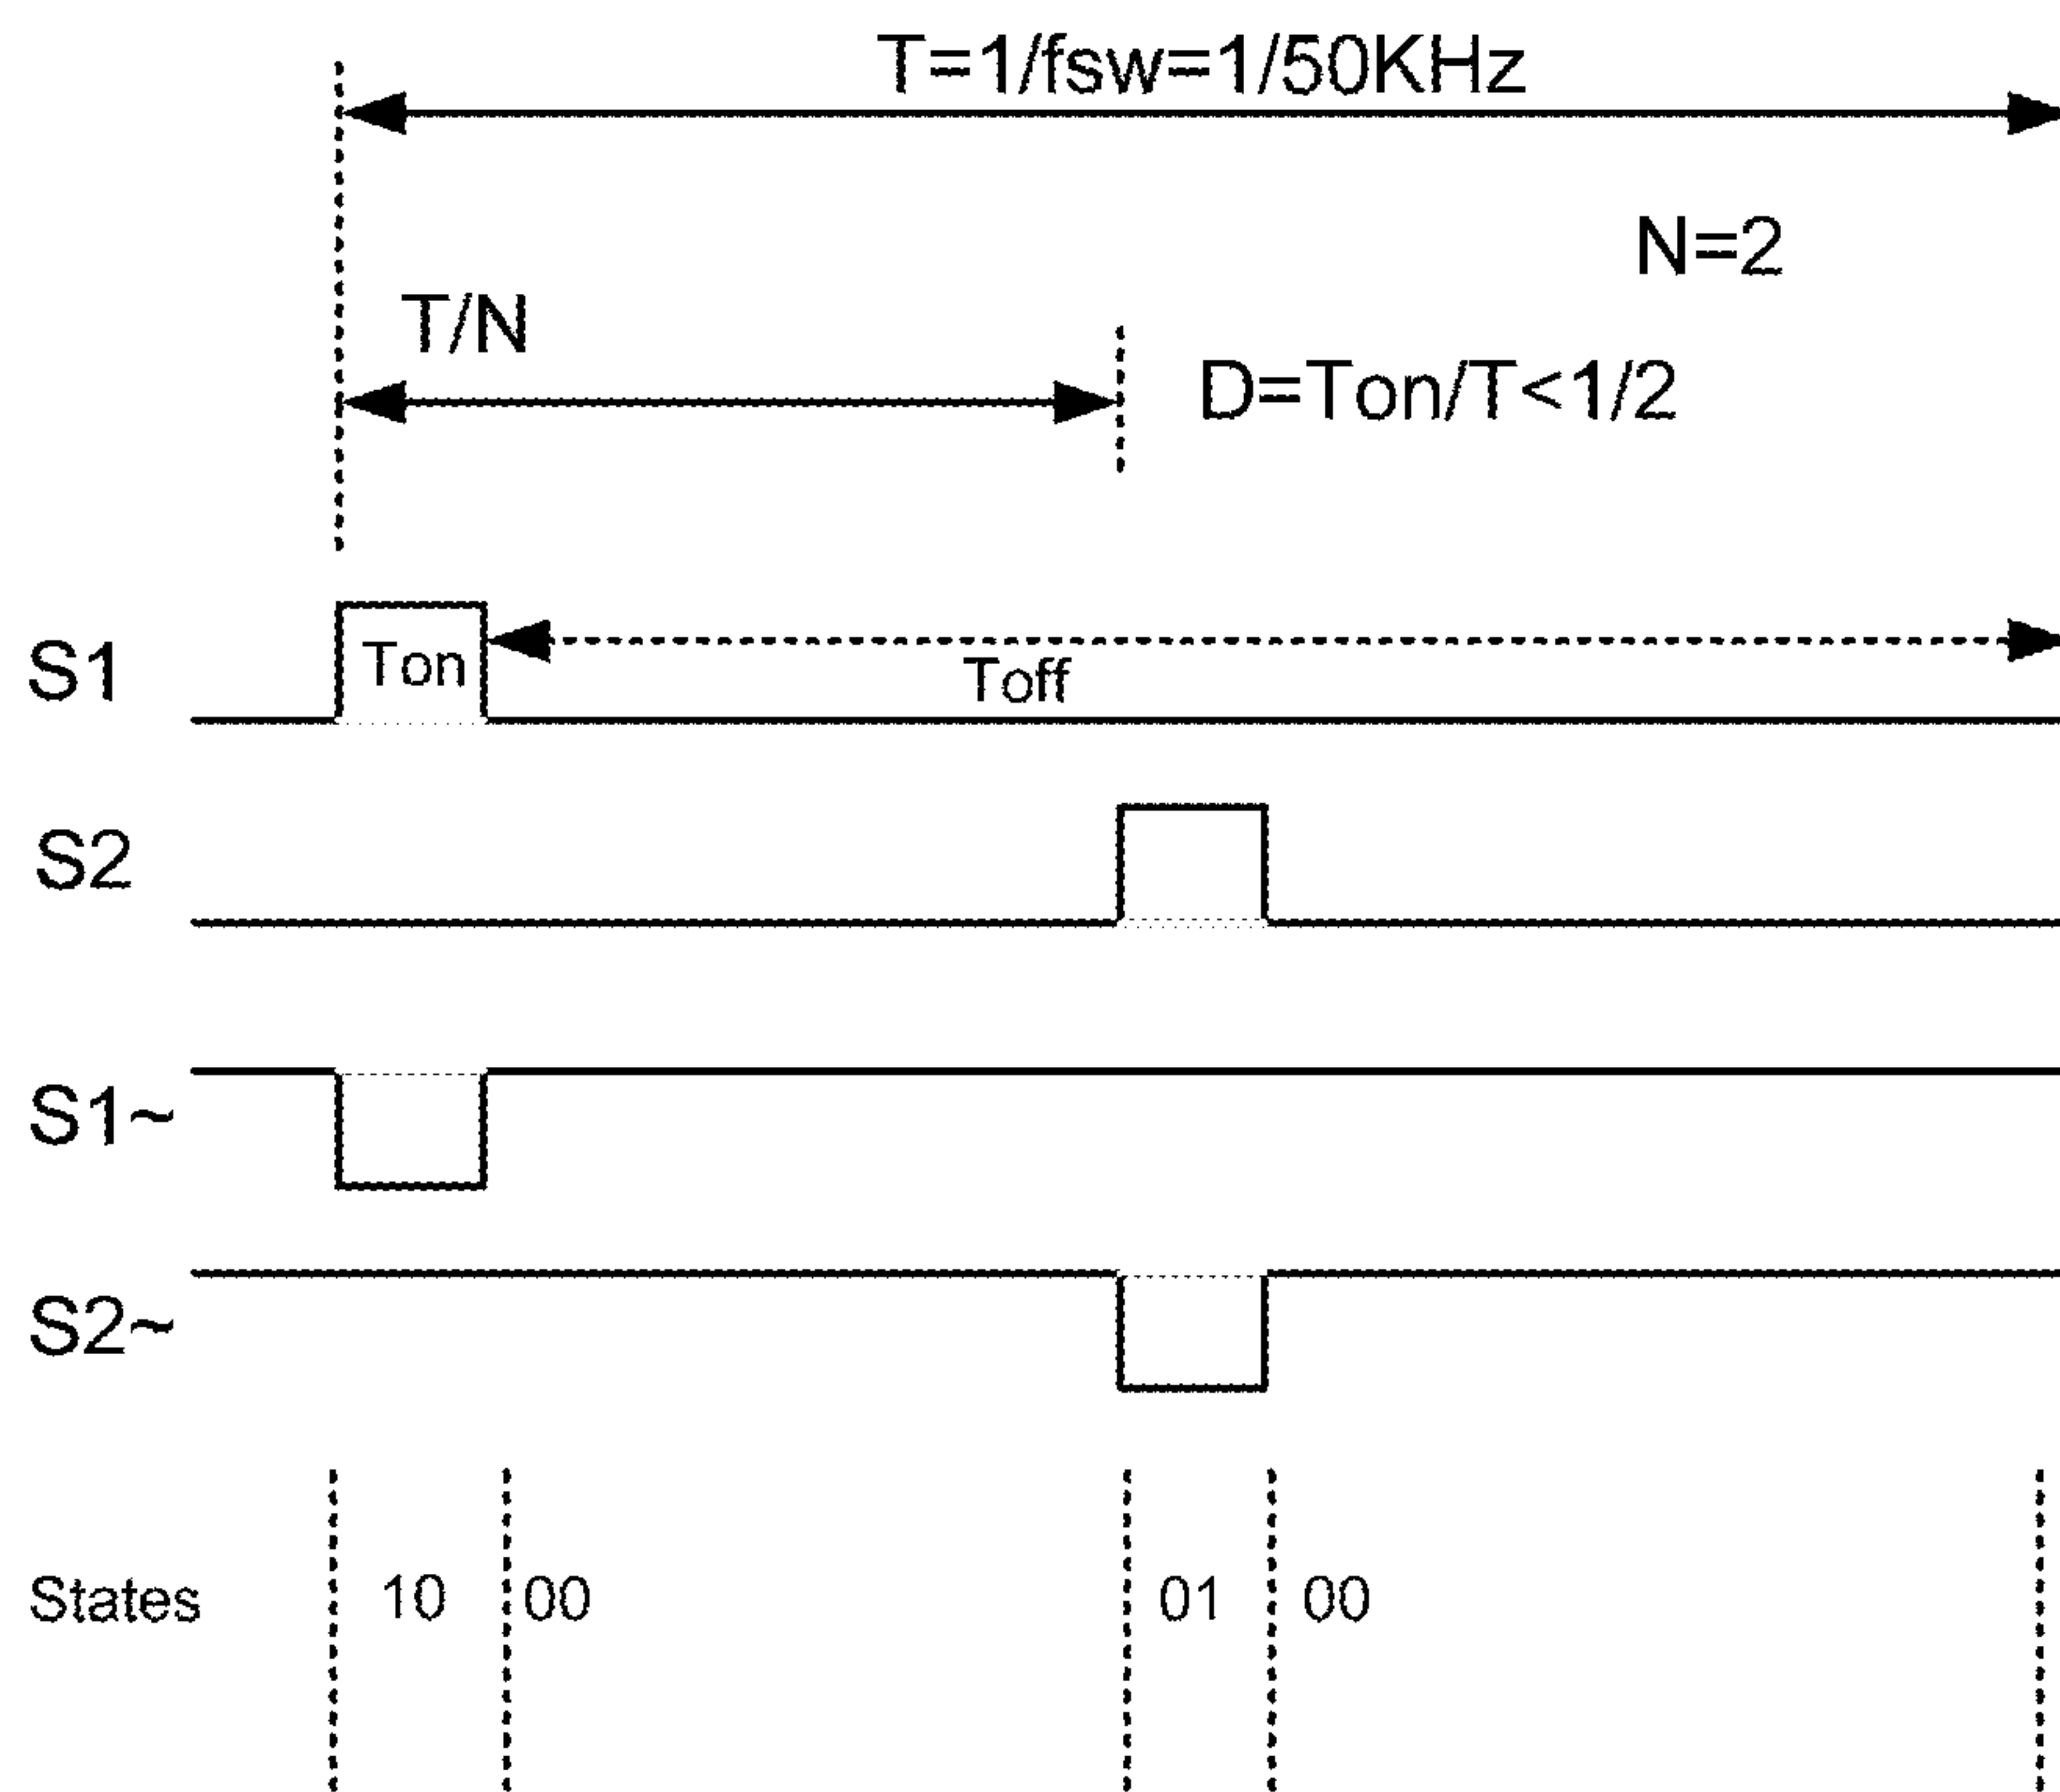 T=1/fsw=1/50KHz
N=2
T/N
D=Ton/T<1/2
S1
Ton
Toff
S2
S1~
S2~
States
10
00
01
00